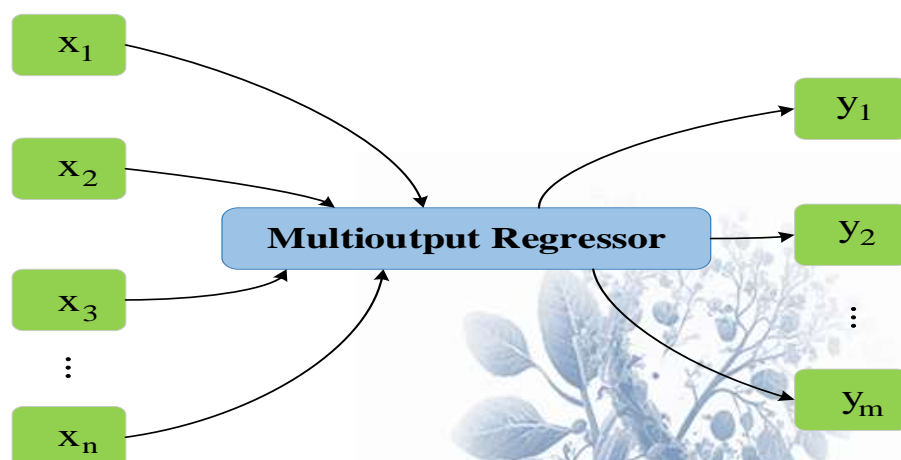 x₁
x₂
x₃
⋮
xₙ
Multioutput Regressor
y₁
y₂
⋮
yₘ